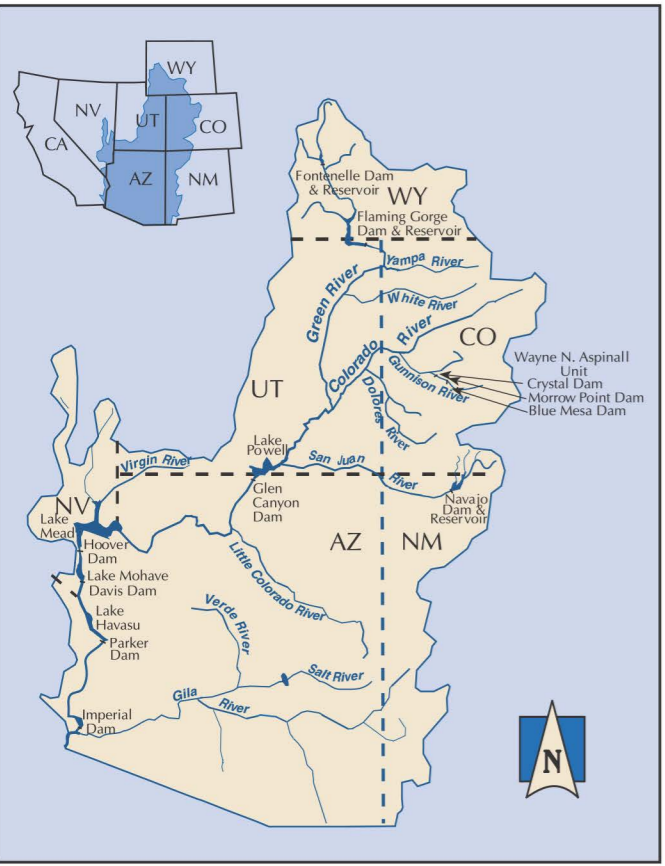 WY
NV
UT
CO
CA
AZ
NM
Fontenelle Dam
& Reservoir
WY
Flaming Gorge
Dam & Reservoir
Yampa River
Green River
White River
Colorado River
CO
Gunnison River
Wayne N. Aspinall
Unit
Crystal Dam
Morrow Point Dam
Blue Mesa Dam
UT
Dolores River
Lake
Powell
Virgin River
San Juan River
Glen
Canyon
Dam
Navajo
Dam &
Reservoir
NV
Lake
Mead
Hoover
Dam
AZ
NM
Lake Mohave
Davis Dam
Little Colorado River
Verde River
Lake
Havasu
Parker
Dam
Salt River
Gila River
Imperial
Dam
N